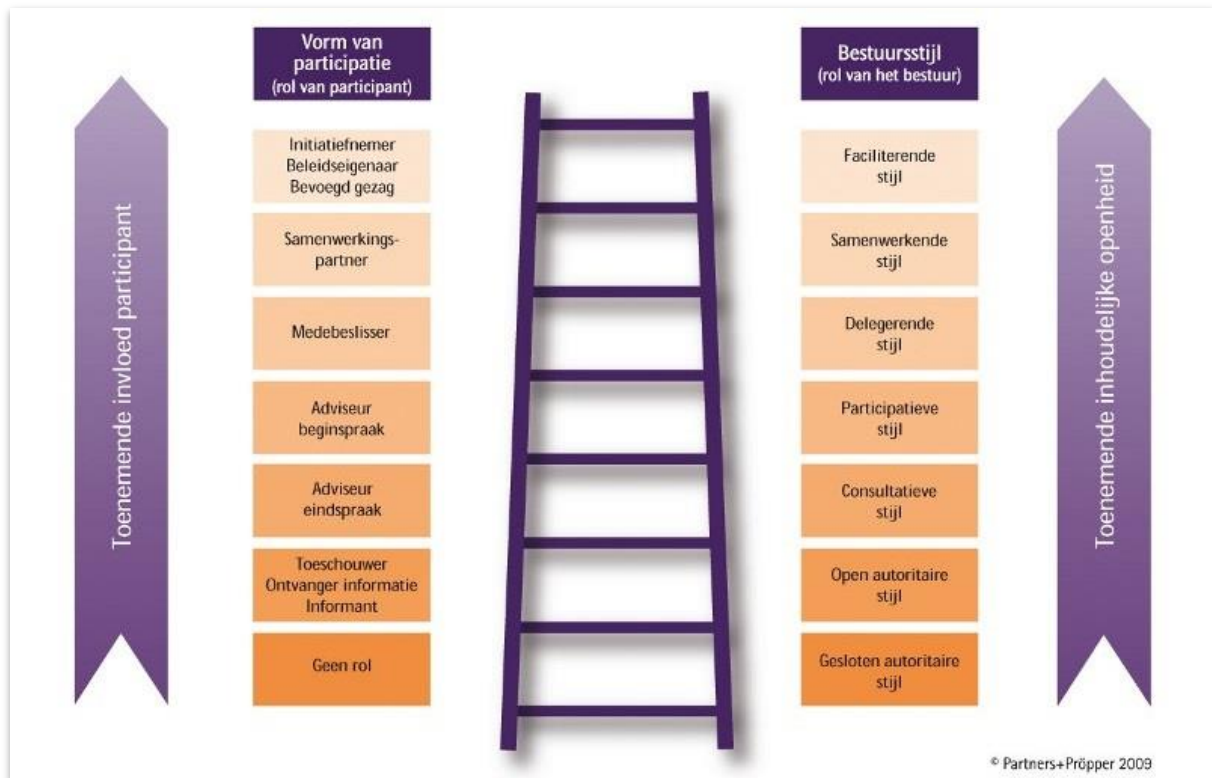 Vorm van
participatie
(rol van participant)
Bestuursstijl
(rol van het bestuur)
Toenemende invloed participant
Initiatiefnemer
Beleidseigenaar
Bevoegd gezag
Faciliterende
stijl
Samenwerkings-
partner
Samenwerkende
stijl
Medebeslisser
Delegerende
stijl
Adviseur
beginspraak
Participatieve
stijl
Adviseur
eindspraak
Consultatieve
stijl
Toeschouwer
Ontvanger informatie
Informant
Open autoritaire
stijl
Geen rol
Gesloten autoritaire
stijl
Toenemende inhoudelijke openheid
© Partners+Pröpper 2009